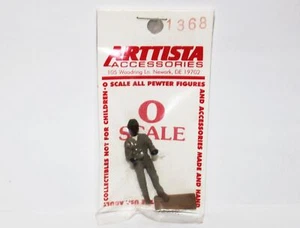 1368
ARTTISTA
ACCESSORIES
105 Woodring Ln. Newark, DE 19702
SCALE ALL PEWTER FIGURES
COLLECTIBLES NOT FOR CHILDREN-O
AND ACCESSORIES MADE AND HAND
O
SCALE